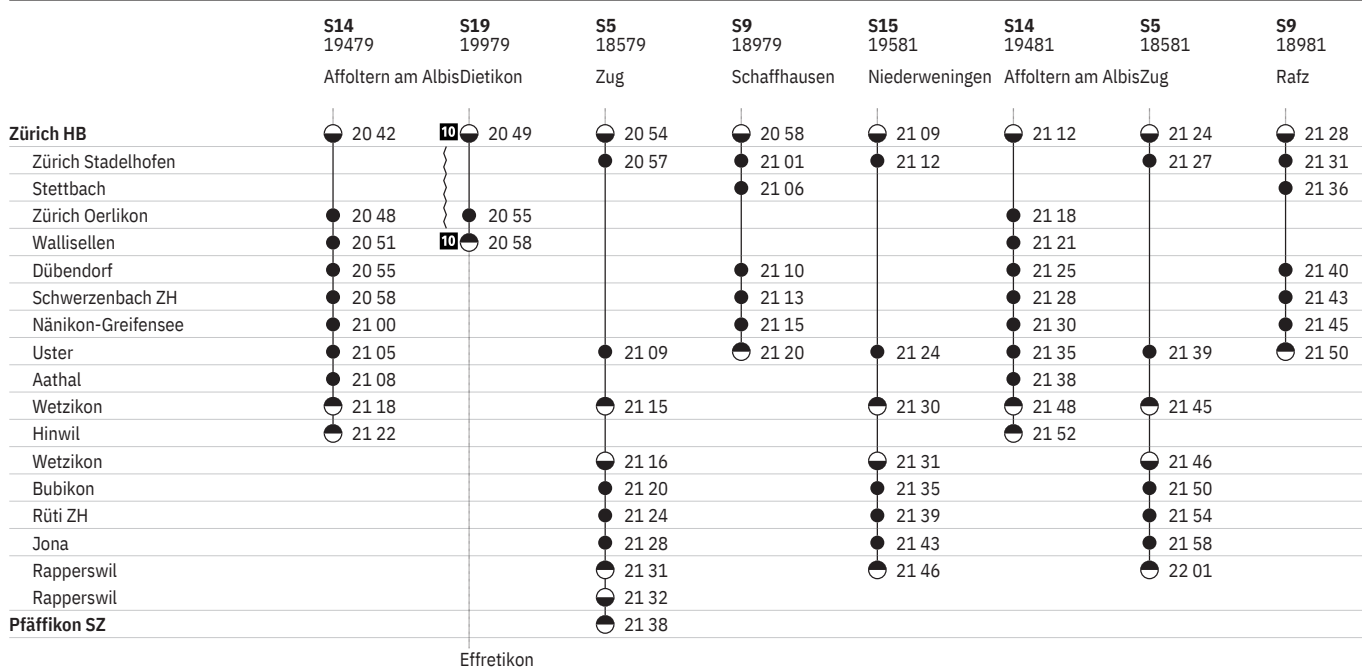 S14 S19 S5 S9 S15 S14 S5 S9
19479 19979 18579 18979 19581 19481 18581 18981
Affoltern am Albis Dietikon Zug Schaffhausen Niederweningen Affoltern am Albis Zug Rafz
Zürich HB 20 42 10 20 49 20 54 20 58 21 09 21 12 21 24 21 28
Zürich Stadelhofen 20 57 21 01 21 12 21 27 21 31
Stettbach 21 06 21 36
Zürich Oerlikon 20 48 20 55 21 18
Wallisellen 20 51 10 20 58 21 21
Dübendorf 20 55 21 10 21 25 21 40
Schwerzenbach ZH 20 58 21 13 21 28 21 43
Nänikon-Greifensee 21 00 21 15 21 30 21 45
Uster 21 05 21 09 21 20 21 24 21 35 21 39 21 50
Aathal 21 08 21 38
Wetzikon 21 18 21 15 21 30 21 48 21 45
Hinwil 21 22 21 52
Wetzikon 21 16 21 31 21 46
Bubikon 21 20 21 35 21 50
Rüti ZH 21 24 21 39 21 54
Jona 21 28 21 43 21 58
Rapperswil 21 31 21 46 22 01
Rapperswil 21 32
Pfäffikon SZ 21 38
Effretikon